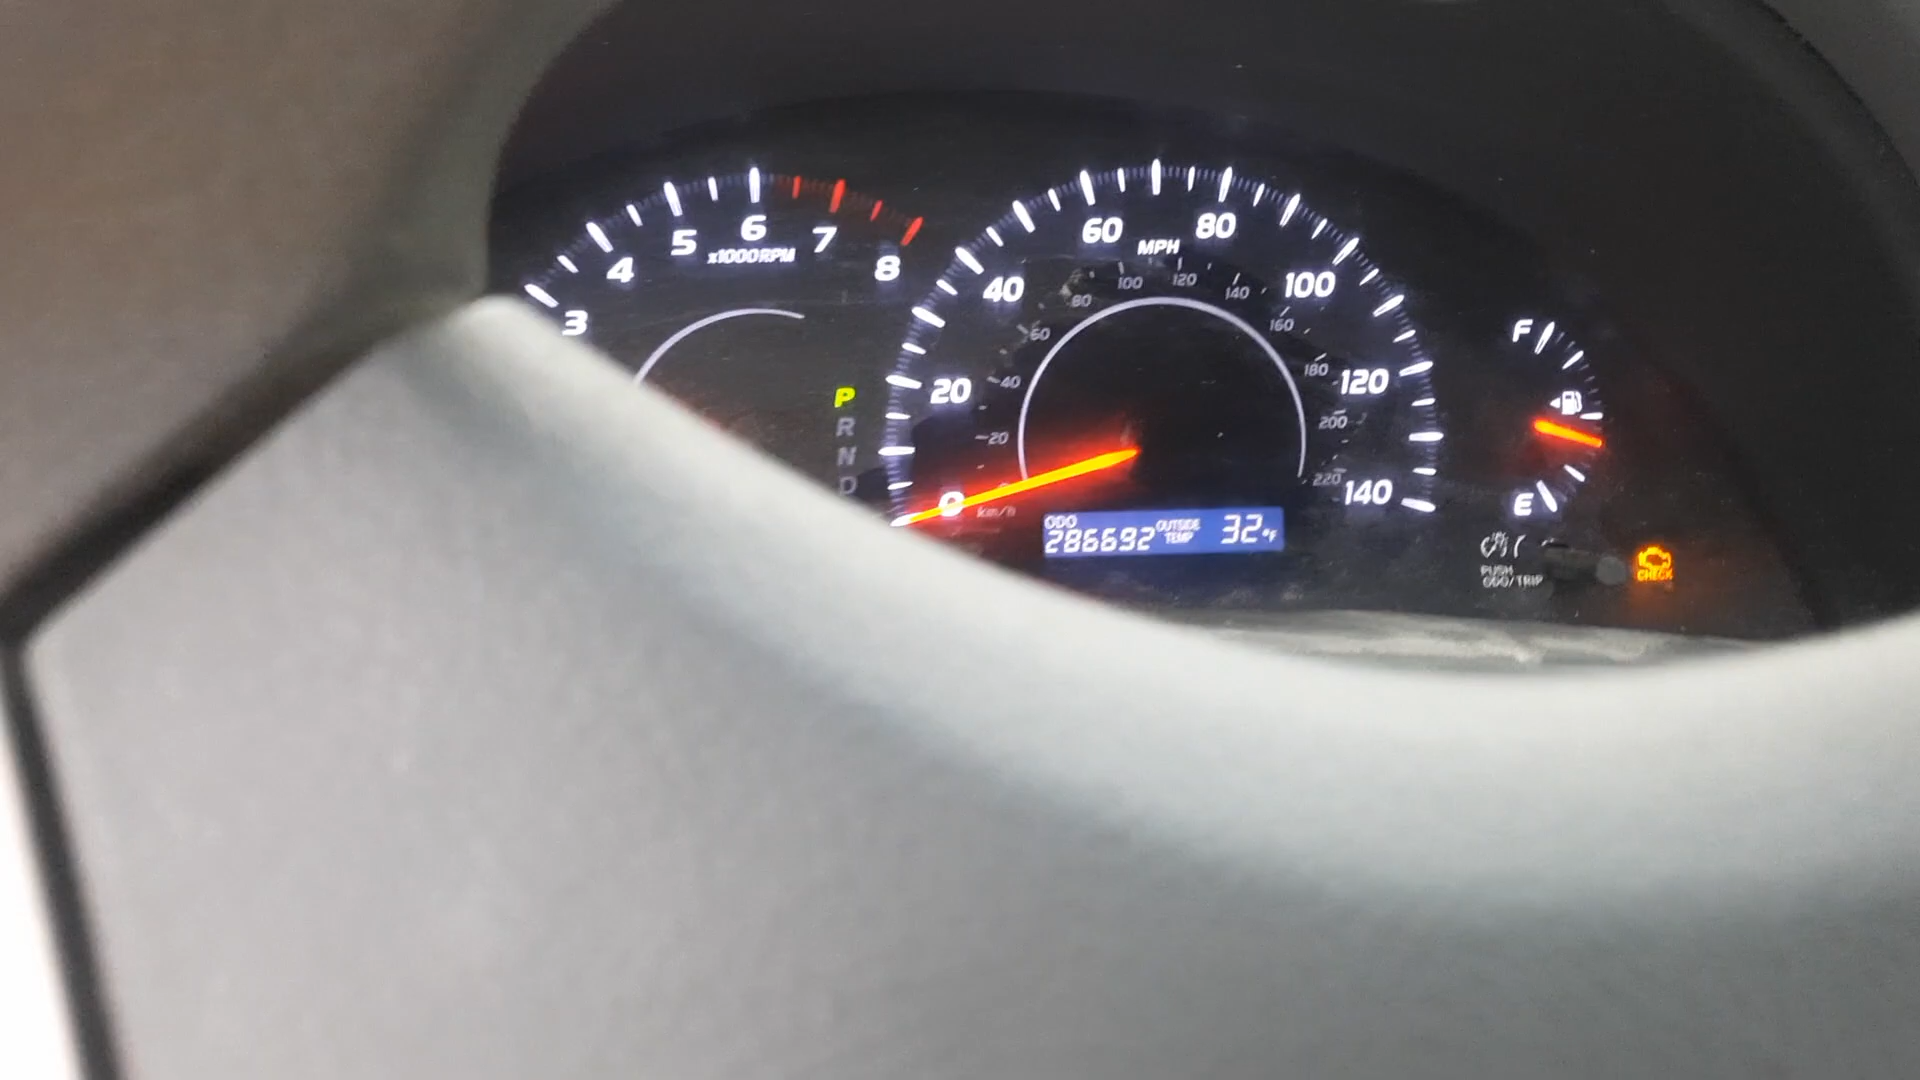 3 4 5 6 7 8
x1000RPM
P
R
N
D
0 20 40 60 80 100 120 140
MPH
20 40 60 80 100 120 140 160 180 200 220
km/h
ODO
286692
OUTSIDE
TEMP
32°F
F
E
PUSH
ODO/TRIP
CHECK